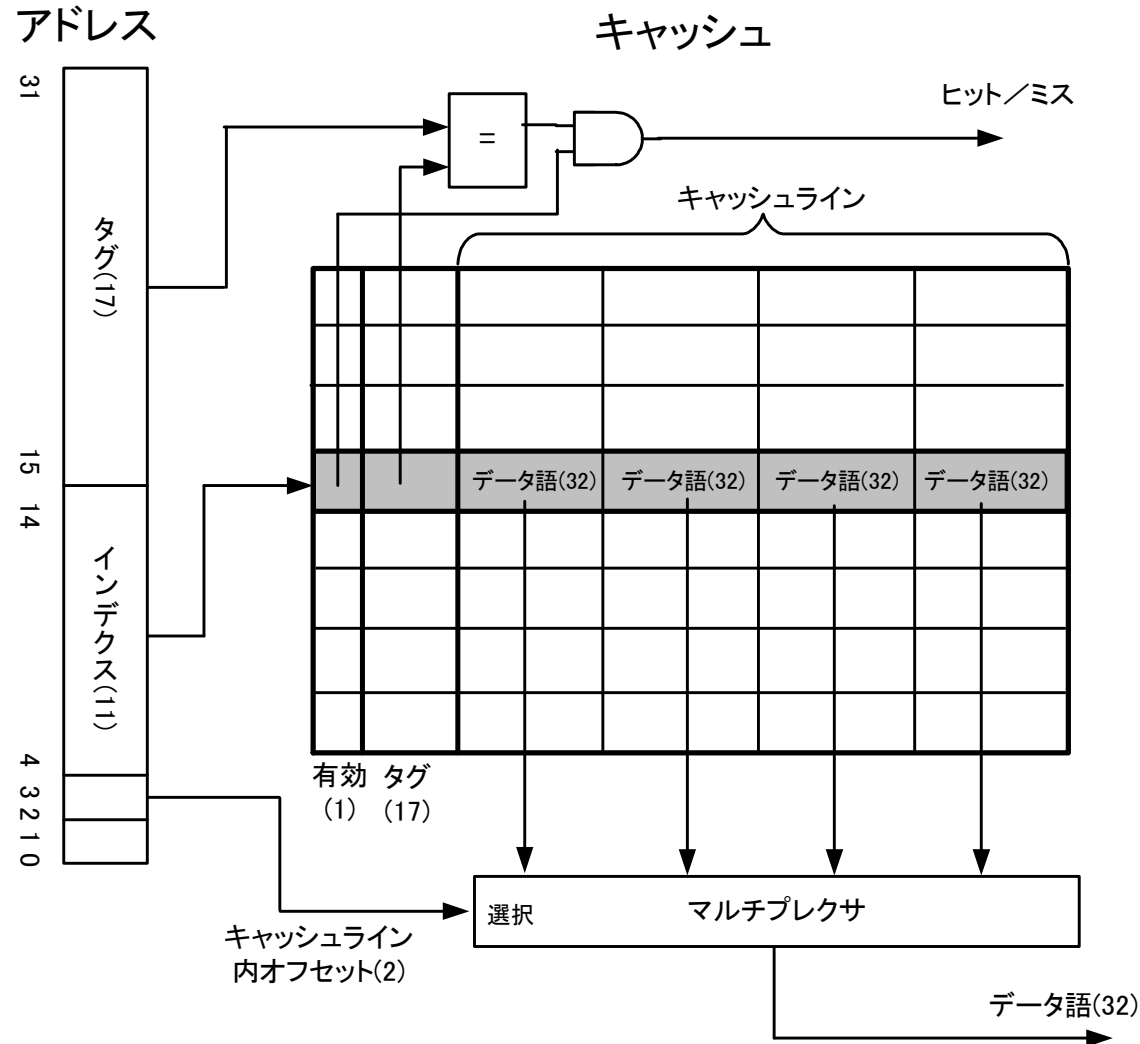 アドレス
キャッシュ
31
ヒット／ミス
=
キャッシュライン
タグ(17)
15
データ語(32)
データ語(32)
データ語(32)
データ語(32)
14
インデクス(11)
4
有効
(1)
タグ
(17)
3
2
1
0
選択
マルチプレクサ
キャッシュライン
内オフセット(2)
データ語(32)